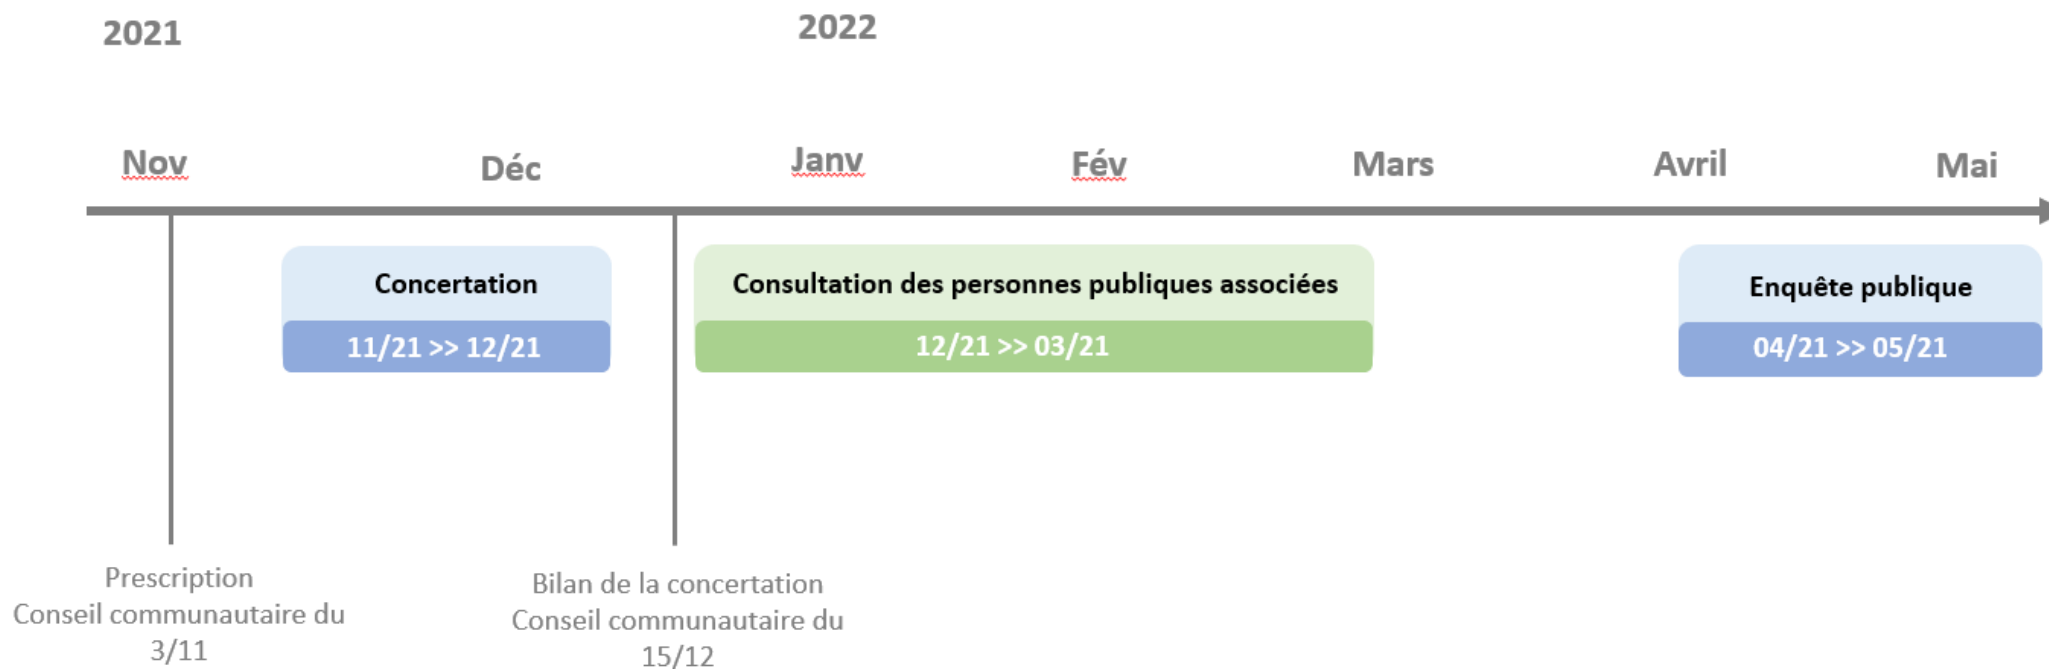 2021
2022
Nov
Déc
Janv
Fév
Mars
Avril
Mai
Concertation
11/21 >> 12/21
Consultation des personnes publiques associées
12/21 >> 03/21
Enquête publique
04/21 >> 05/21
Prescription
Conseil communautaire du
3/11
Bilan de la concertation
Conseil communautaire du
15/12